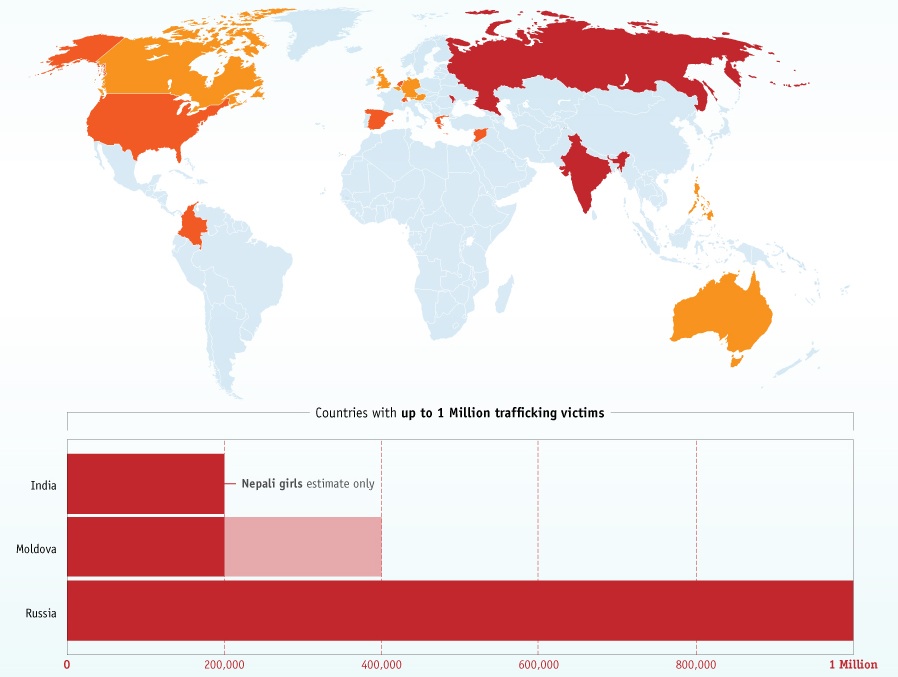 Countries with up to 1 Million trafficking victims
India
Nepali girls estimate only
Moldova
Russia
0 200,000 400,000 600,000 800,000 1 Million